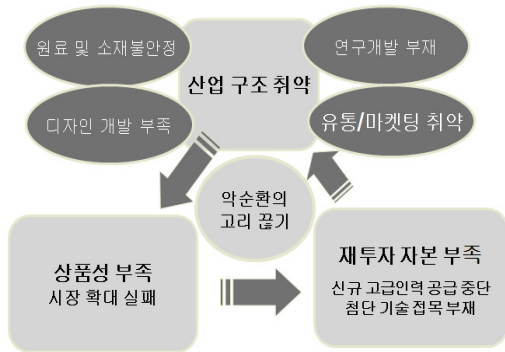 원료 및 소재불안정
연구개발 부재
산업 구조 취약
디자인 개발 부족
유통/마켓팅 취약
악순환의
고리 끊기
상품성 부족
시장 확대 실패
재투자 자본 부족
신규 고급인력 공급 중단
첨단 기술 접목 부재